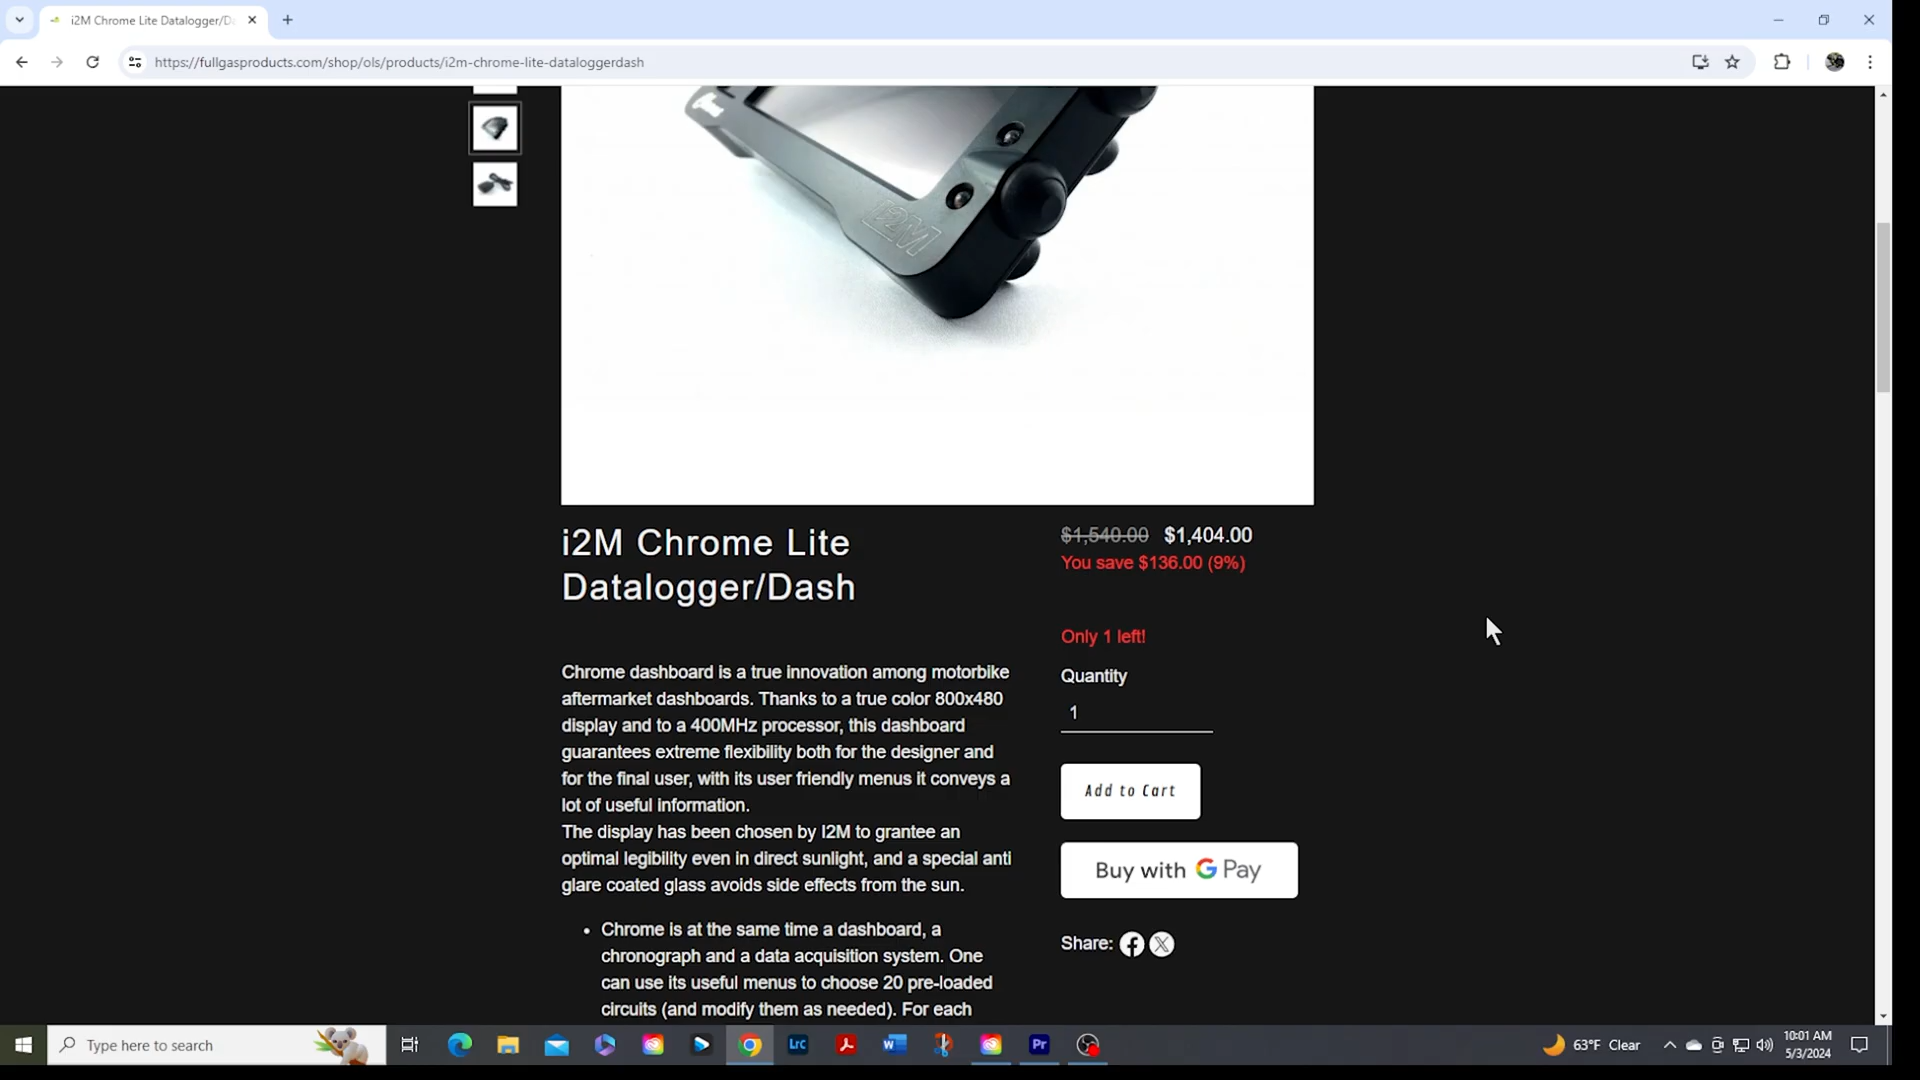 i2M Chrome Lite Datalogger/Da
https://fullgasproducts.com/shop/ols/products/i2m-chrome-lite-dataloggerdash
i2M
i2M Chrome Lite
Datalogger/Dash
$1,540.00 $1,404.00
You save $136.00 (9%)
Only 1 left!
Quantity
1
Add to Cart
Buy with G Pay
Share:
Chrome dashboard is a true innovation among motorbike
aftermarket dashboards. Thanks to a true color 800x480
display and to a 400MHz processor, this dashboard
guarantees extreme flexibility both for the designer and
for the final user, with its user friendly menus it conveys a
lot of useful information.
The display has been chosen by I2M to grantee an
optimal legibility even in direct sunlight, and a special anti
glare coated glass avoids side effects from the sun.
• Chrome is at the same time a dashboard, a
chronograph and a data acquisition system. One
can use its useful menus to choose 20 pre-loaded
circuits (and modify them as needed). For each
Type here to search
Lrc
W
Pr
63°F Clear
10:01 AM
5/3/2024